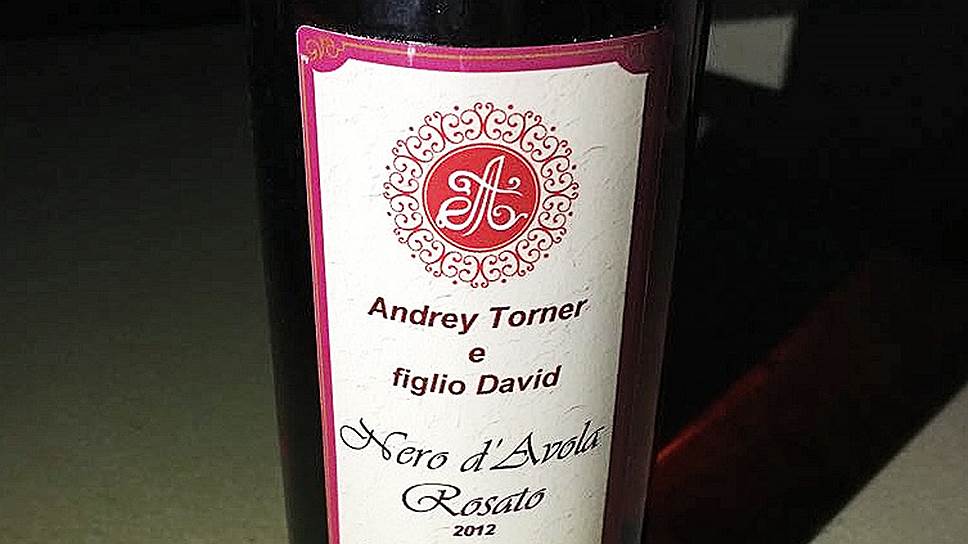 Andrey Torner
e
figlio David
Nero d'Avola
Rosato
2012